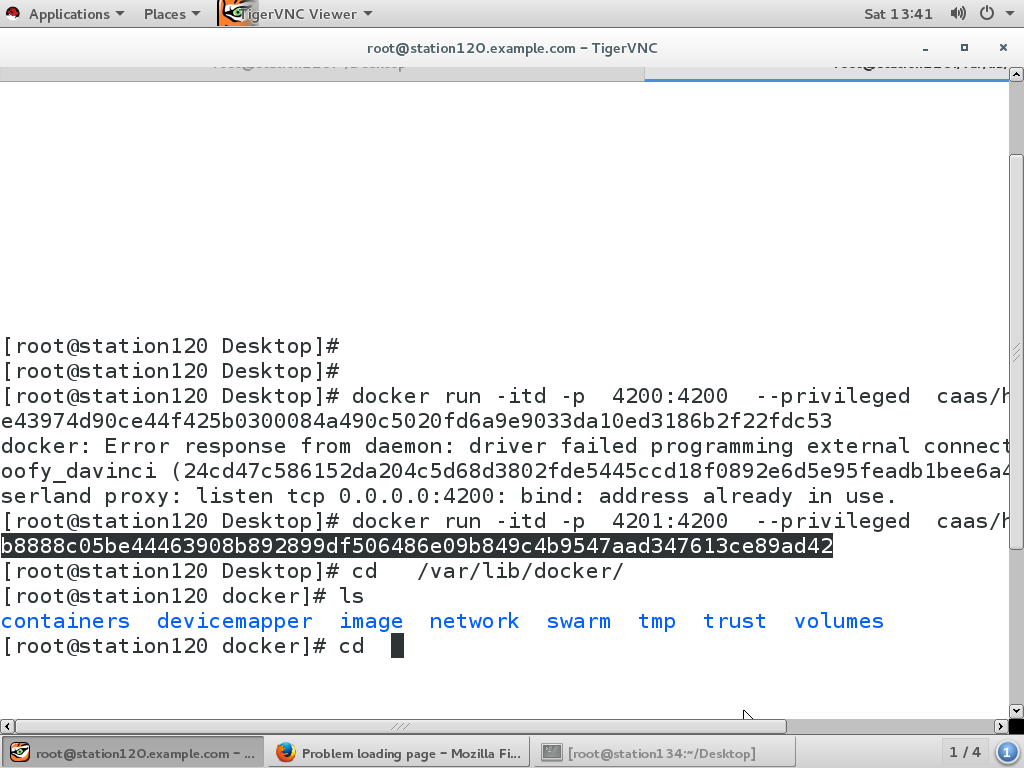 Applications Places TigerVNC Viewer Sat 13:41
root@station120.example.com - TigerVNC
[root@station120 Desktop]#
[root@station120 Desktop]#
[root@station120 Desktop]# docker run -itd -p 4200:4200 --privileged caas/h
e43974d90ce44f425b0300084a490c5020fd6a9e9033da10ed3186b2f22fdc53
docker: Error response from daemon: driver failed programming external connect
oofy_davinci (24cd47c586152da204c5d68d3802fde5445ccd18f0892e6d5e95feadb1bee6a4
serland proxy: listen tcp 0.0.0.0:4200: bind: address already in use.
[root@station120 Desktop]# docker run -itd -p 4201:4200 --privileged caas/h
b8888c05be44463908b892899df506486e09b849c4b9547aad347613ce89ad42
[root@station120 Desktop]# cd /var/lib/docker/
[root@station120 docker]# ls
containers devicemapper image network swarm tmp trust volumes
[root@station120 docker]# cd
root@station120.example.com - ... Problem loading page - Mozilla Fi... [root@station134:~/Desktop] 1 / 4 1